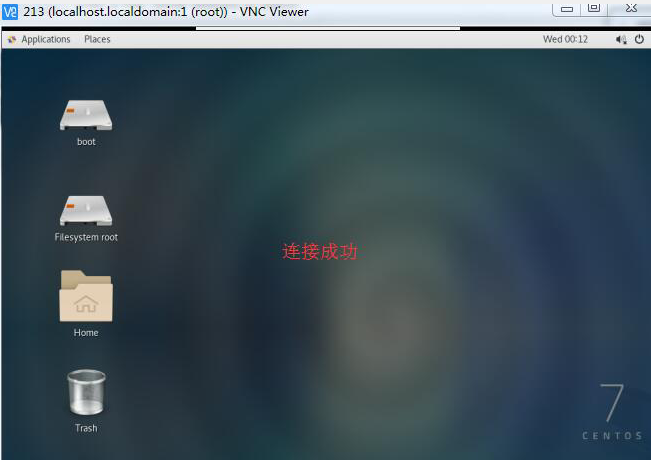 213 (localhost.localdomain:1 (root)) - VNC Viewer
Applications Places Wed 00:12
boot
Filesystem root
连接成功
Home
Trash
7
CENTOS